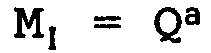 M_I = Q^a